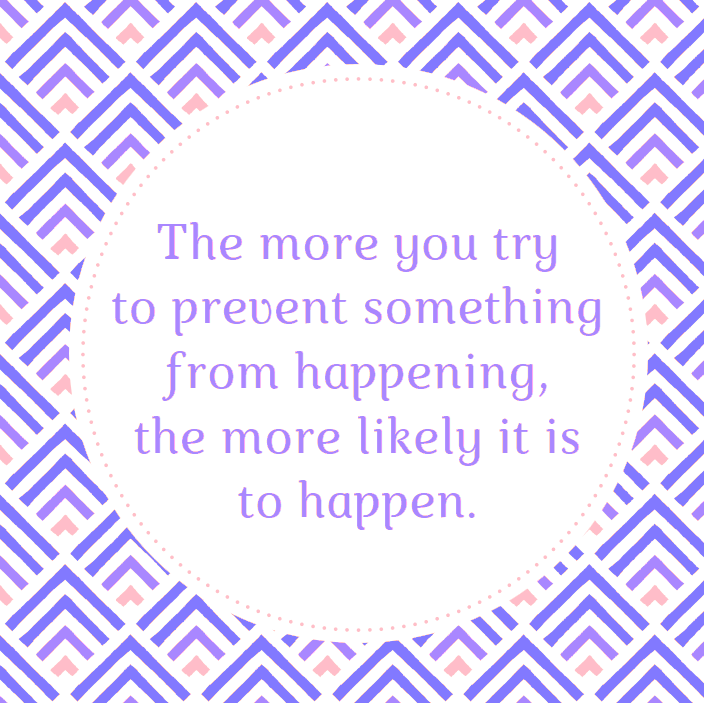 The more you try
to prevent something
from happening,
the more likely it is
to happen.